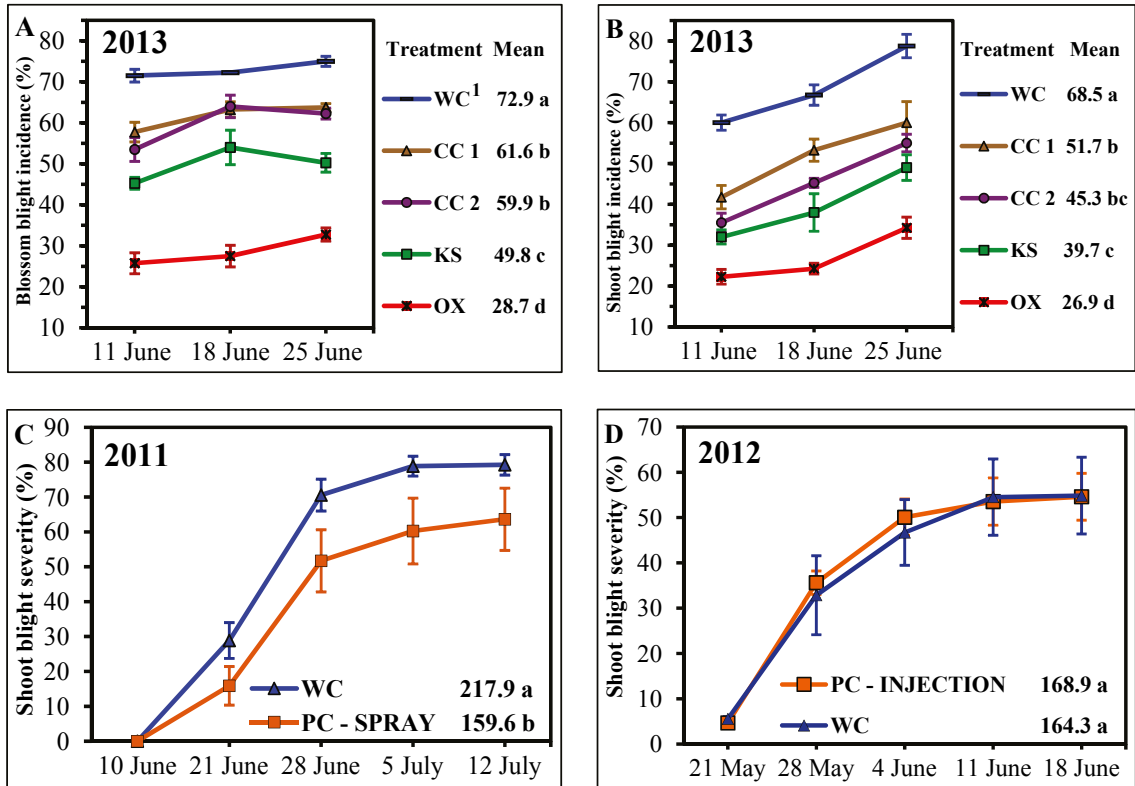 A
2013
Blossom blight incidence (%)
80
70
60
50
40
30
20
10
11 June 18 June 25 June
Treatment Mean
WC¹ 72.9 a
CC 1 61.6 b
CC 2 59.9 b
KS 49.8 c
OX 28.7 d
B
2013
Shoot blight incidence (%)
80
70
60
50
40
30
20
10
11 June 18 June 25 June
Treatment Mean
WC 68.5 a
CC 1 51.7 b
CC 2 45.3 bc
KS 39.7 c
OX 26.9 d
C
2011
Shoot blight severity (%)
90
80
70
60
50
40
30
20
10
0
10 June 21 June 28 June 5 July 12 July
WC 217.9 a
PC - SPRAY 159.6 b
D
2012
Shoot blight severity (%)
70
60
50
40
30
20
10
0
21 May 28 May 4 June 11 June 18 June
PC - INJECTION 168.9 a
WC 164.3 a